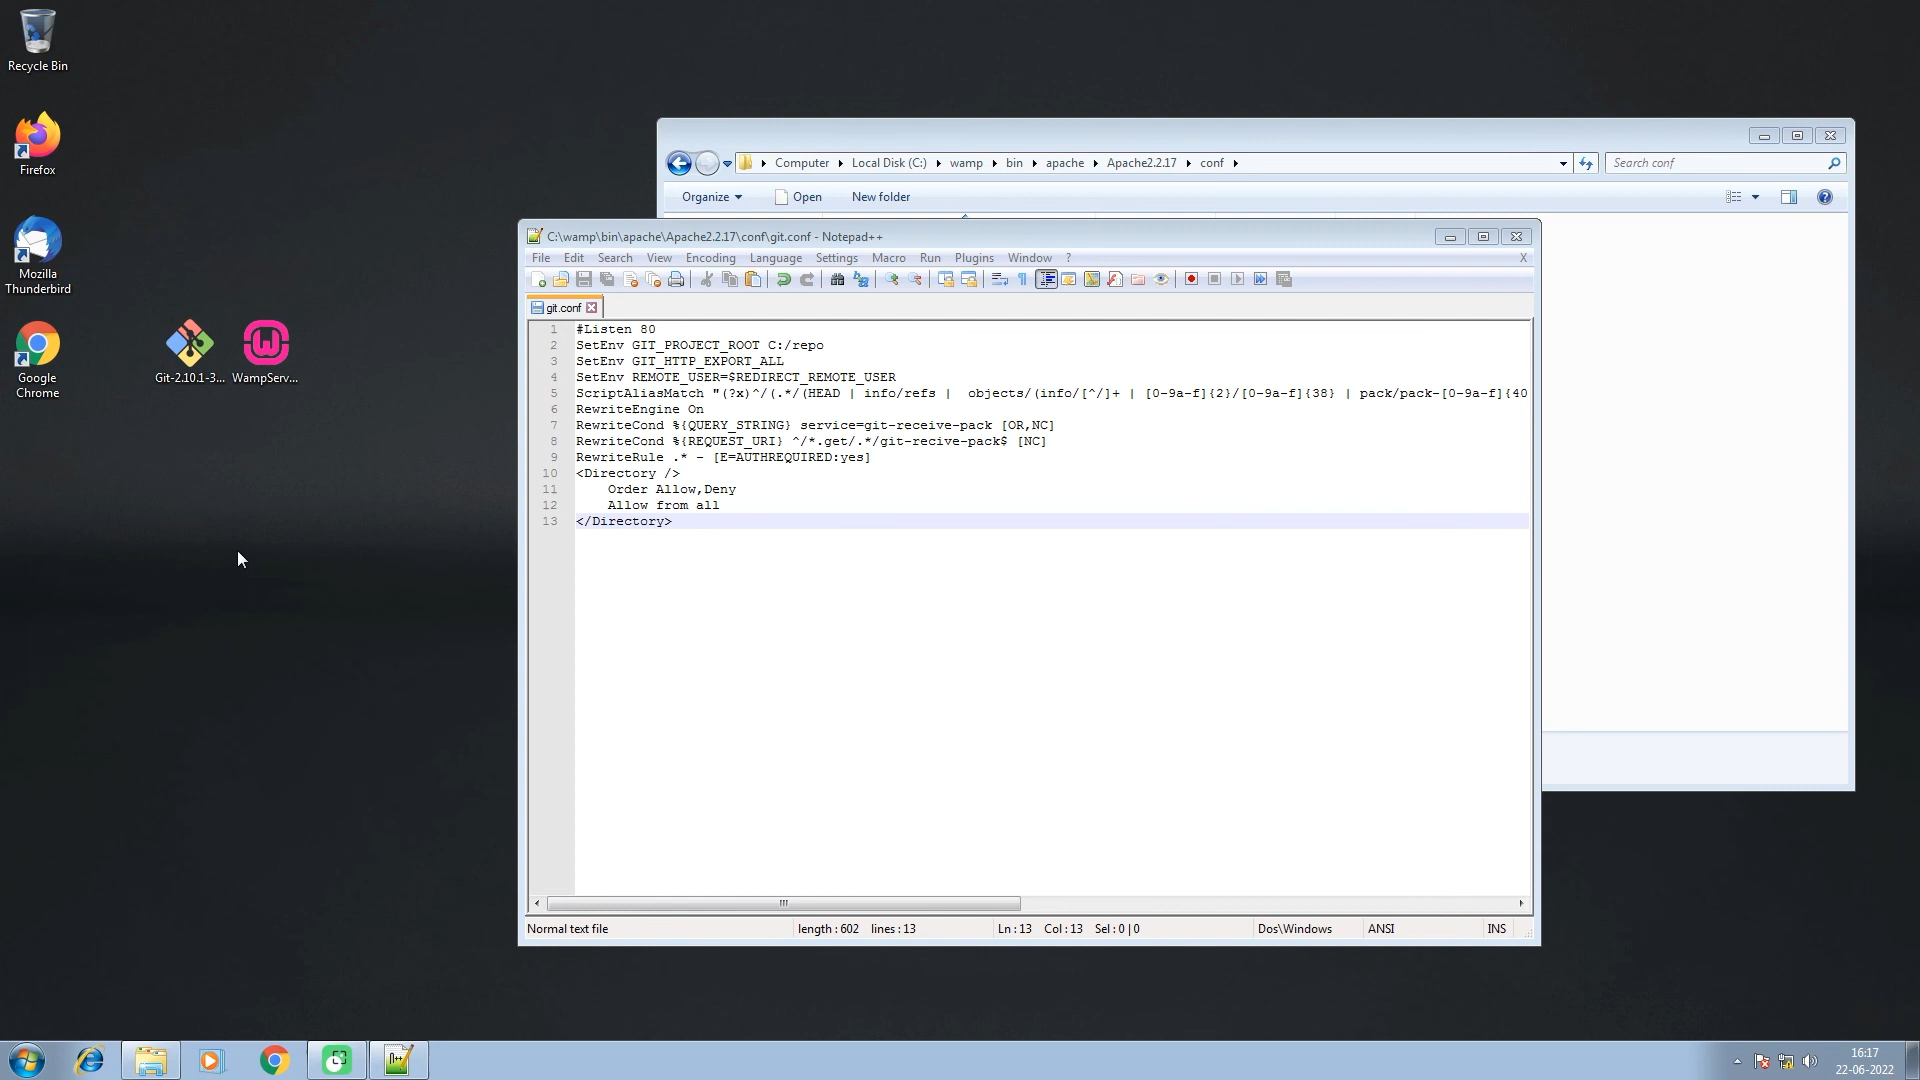 Recycle Bin
Firefox
Mozilla
Thunderbird
Google
Chrome
Git-2.10.1-3...
WampServ...
Computer
Local Disk (C:)
wamp
bin
apache
Apache2.2.17
conf
Search conf
Organize
Open
New folder
C:\wamp\bin\apache\Apache2.2.17\conf\git.conf - Notepad++
File Edit Search View Encoding Language Settings Macro Run Plugins Window ? X
git.conf
1 #Listen 80
2 SetEnv GIT_PROJECT_ROOT C:/repo
3 SetEnv GIT_HTTP_EXPORT_ALL
4 SetEnv REMOTE_USER=$REDIRECT_REMOTE_USER
5 ScriptAliasMatch "(?x)^/(.*/(HEAD | info/refs |  objects/(info/[^/]+ | [0-9a-f]{2}/[0-9a-f]{38} | pack/pack-[0-9a-f]{40
6 RewriteEngine On
7 RewriteCond %{QUERY_STRING} service=git-receive-pack [OR,NC]
8 RewriteCond %{REQUEST_URI} ^/*.get/.*/git-recive-pack$ [NC]
9 RewriteRule .* - [E=AUTHREQUIRED:yes]
10 <Directory />
11     Order Allow,Deny
12     Allow from all
13 </Directory>
Normal text file
length : 602 lines : 13
Ln : 13 Col : 13 Sel : 0 | 0
Dos\Windows
ANSI
INS
16:17
22-06-2022